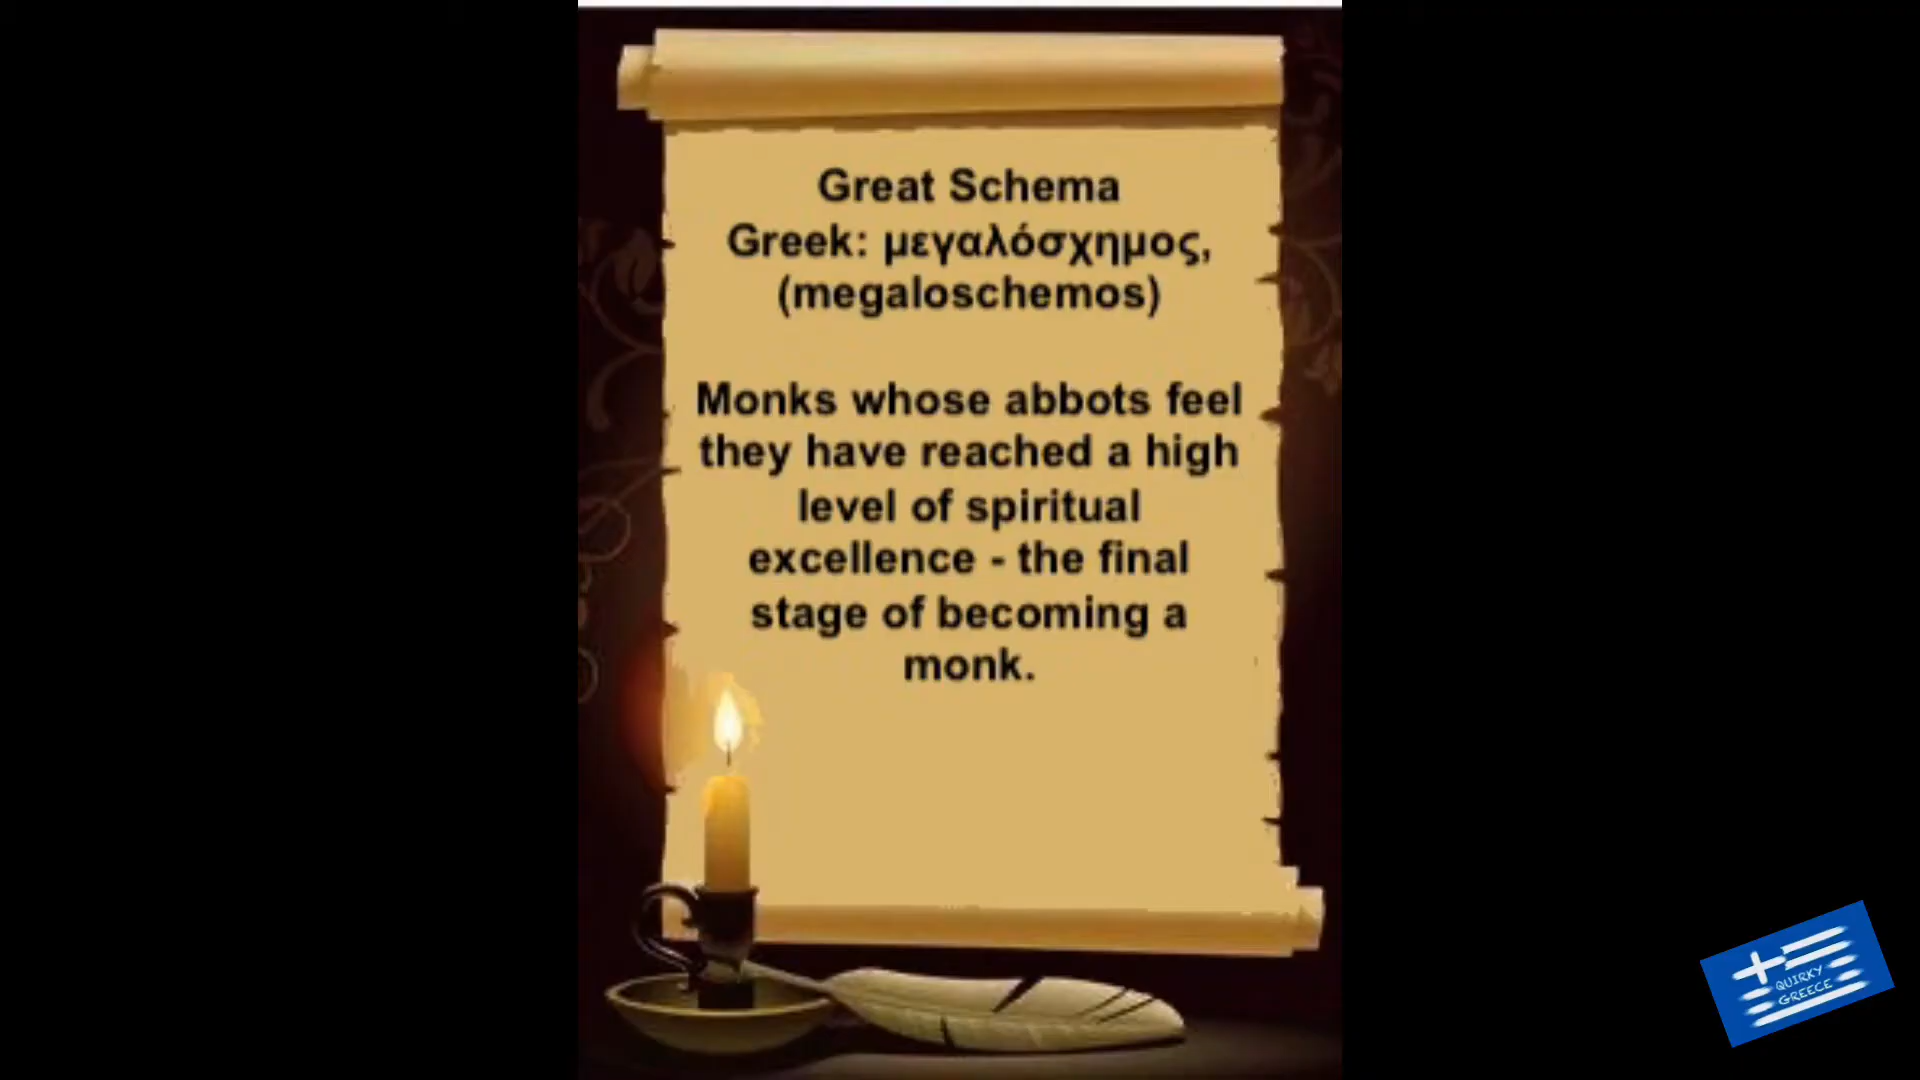 Great Schema
Greek: μεγαλόσχημος,
(megaloschemos)
Monks whose abbots feel
they have reached a high
level of spiritual
excellence - the final
stage of becoming a
monk.
QUIRKY
GREECE